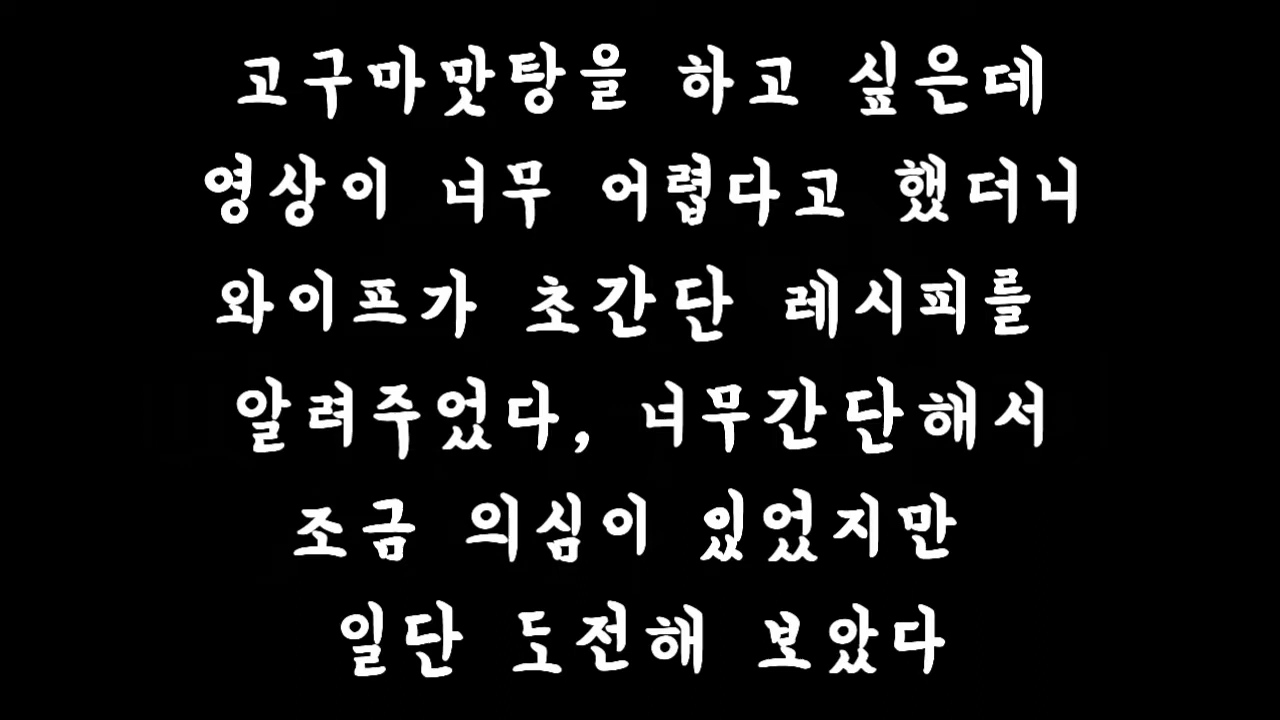 고구마맛탕을 하고 싶은데
영상이 너무 어렵다고 했더니
와이프가 초간단 레시피를
알려주었다, 너무간단해서
조금 의심이 있었지만
일단 도전해 보았다